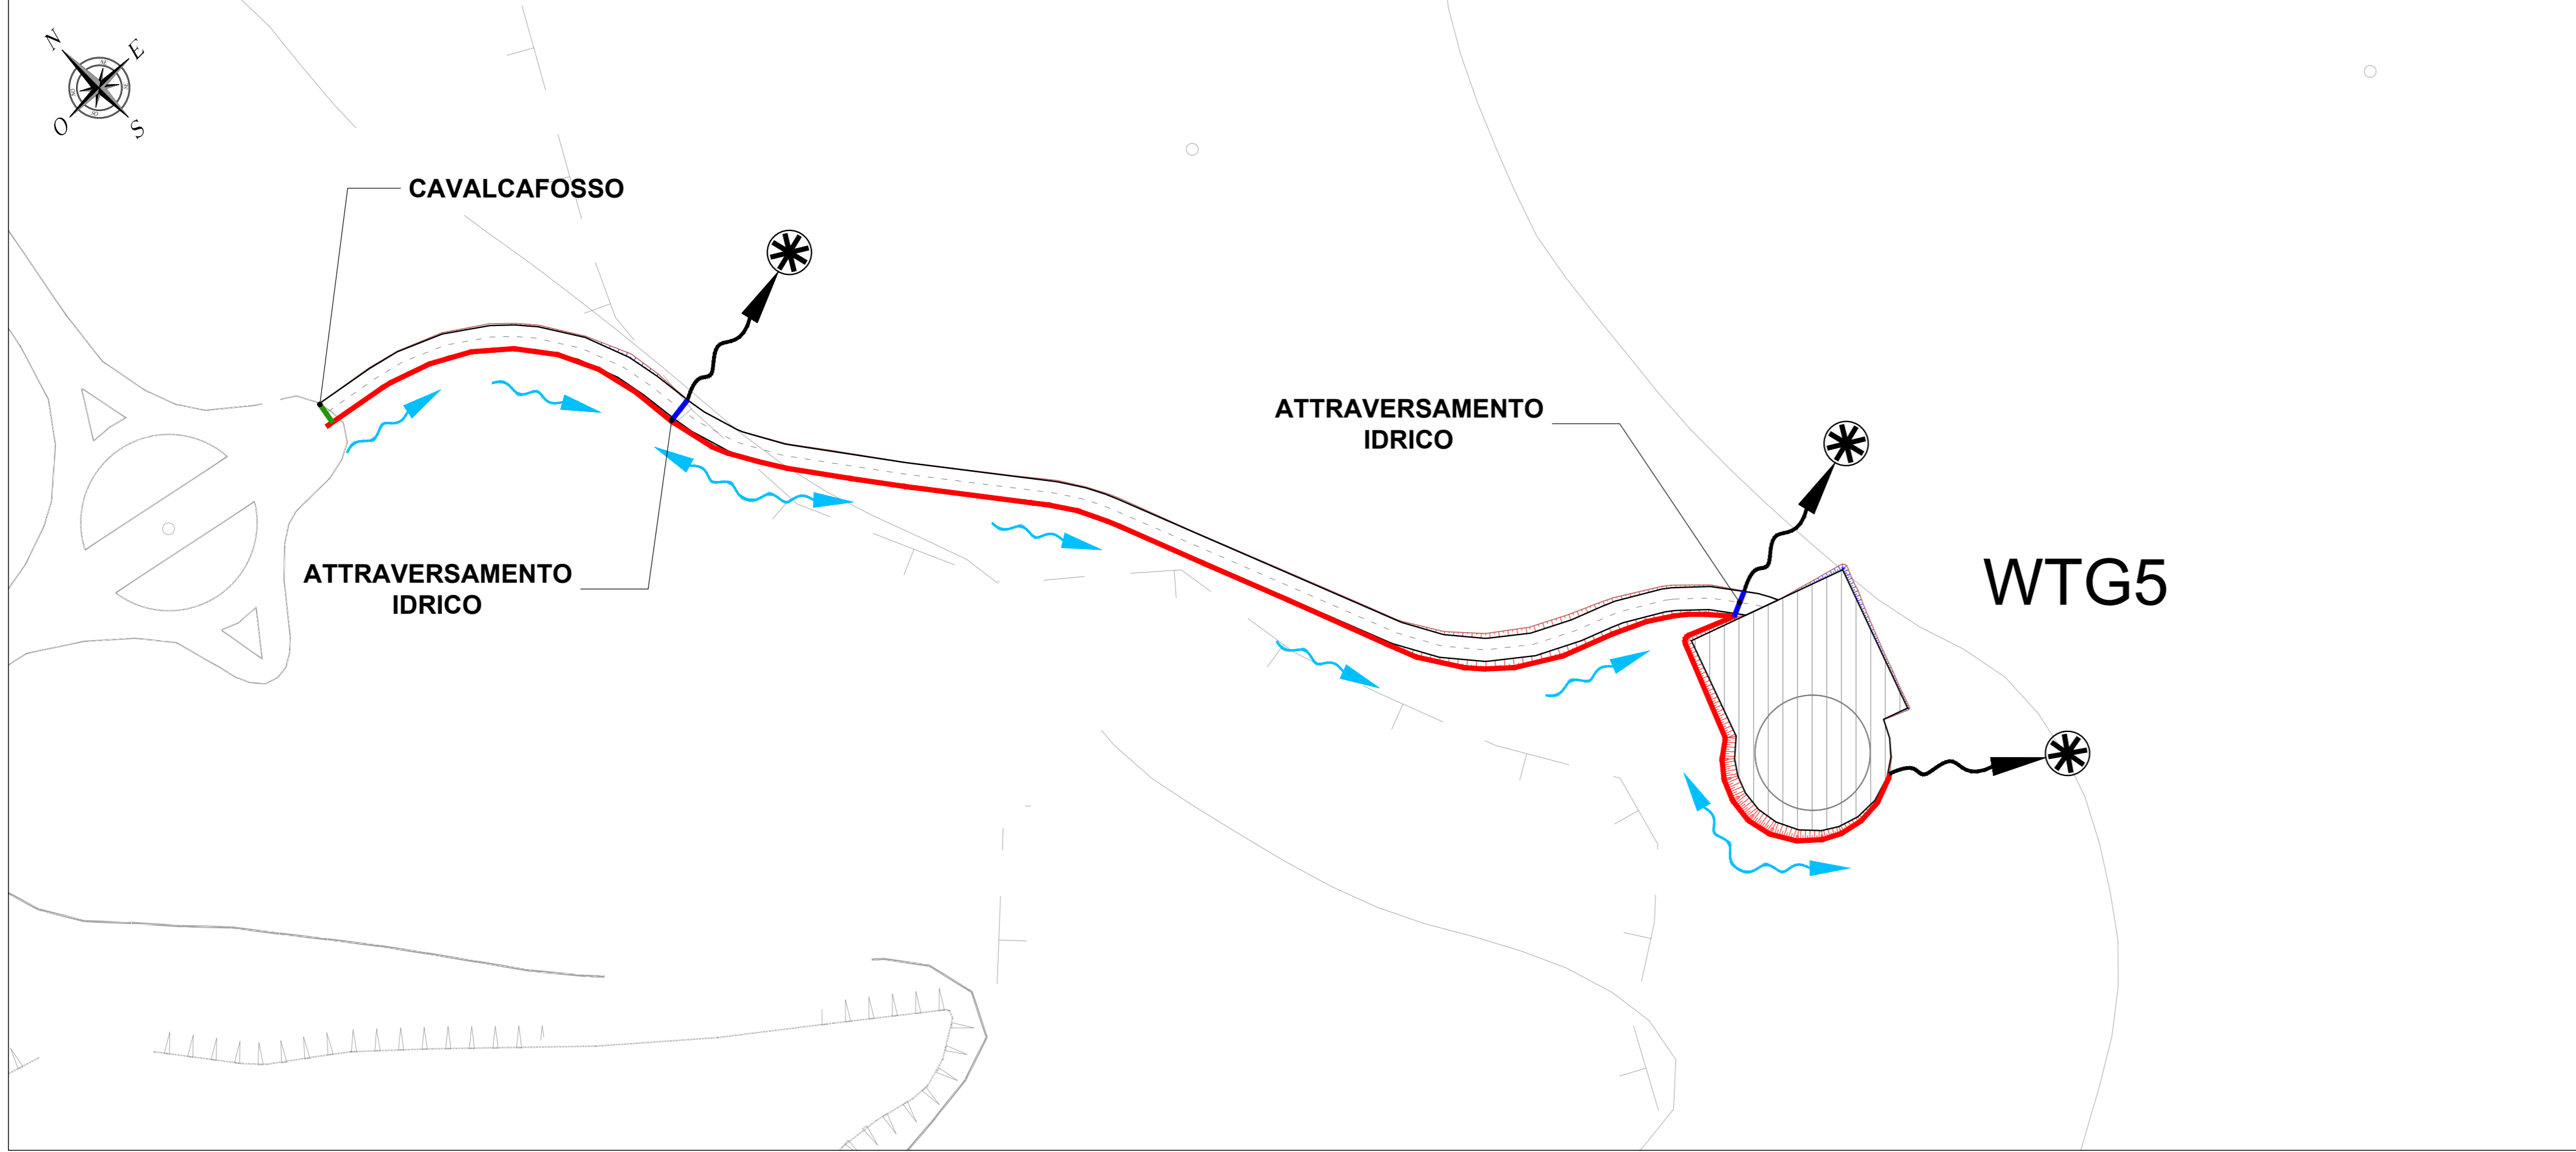 N
E
O
S
CAVALCAFOSSO
ATTRAVERSAMENTO
IDRICO
WTG5
ATTRAVERSAMENTO
IDRICO